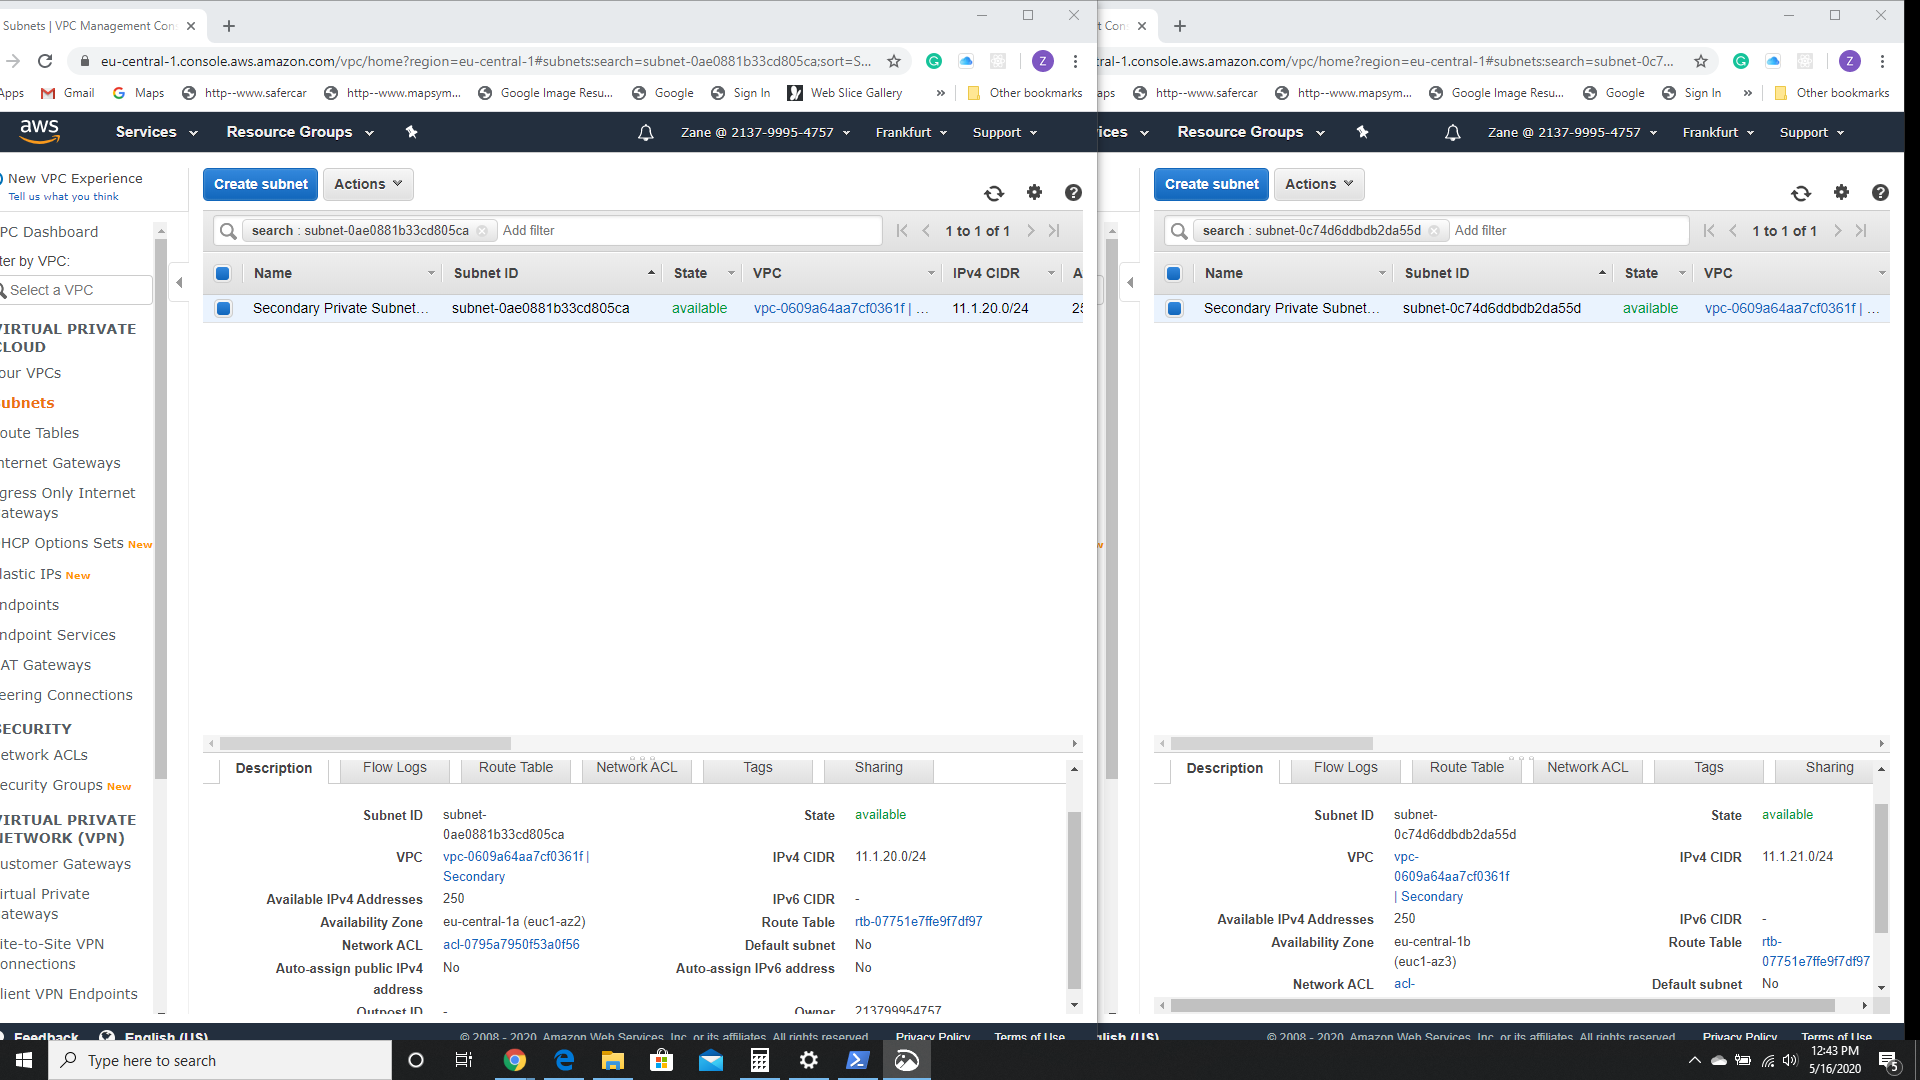 Subnets | VPC Management Con
eu-central-1.console.aws.amazon.com/vpc/home?region=eu-central-1#subnets:search=subnet-0ae0881b33cd805ca;sort=S...
Z
Apps
Gmail
Maps
http--www.safercar
http--www.mapsym...
Google Image Resu...
Google
Sign In
Web Slice Gallery
»
Other bookmarks
aws
Services
Resource Groups
Zane @ 2137-9995-4757
Frankfurt
Support
New VPC Experience
Tell us what you think
PC Dashboard
ter by VPC:
Select a VPC
VIRTUAL PRIVATE
CLOUD
our VPCs
ubnets
oute Tables
nternet Gateways
gress Only Internet
ateways
HCP Options Sets New
lastic IPs New
ndpoints
ndpoint Services
AT Gateways
eering Connections
SECURITY
etwork ACLs
ecurity Groups New
VIRTUAL PRIVATE
NETWORK (VPN)
ustomer Gateways
irtual Private
ateways
ite-to-Site VPN
onnections
lient VPN Endpoints
Create subnet
Actions
search : subnet-0ae0881b33cd805ca
Add filter
1 to 1 of 1
Name
Subnet ID
State
VPC
IPv4 CIDR
A
Secondary Private Subnet...
subnet-0ae0881b33cd805ca
available
vpc-0609a64aa7cf0361f | ...
11.1.20.0/24
25
Description
Flow Logs
Route Table
Network ACL
Tags
Sharing
Subnet ID
subnet-
0ae0881b33cd805ca
State
available
VPC
vpc-0609a64aa7cf0361f |
Secondary
IPv4 CIDR
11.1.20.0/24
Available IPv4 Addresses
250
IPv6 CIDR
-
Availability Zone
eu-central-1a (euc1-az2)
Route Table
rtb-07751e7ffe9f7df97
Network ACL
acl-0795a7950f53a0f56
Default subnet
No
Auto-assign public IPv4
address
No
Auto-assign IPv6 address
No
Outpost ID
-
Owner
213799954757
Feedback
English (US)
© 2008 - 2020, Amazon Web Services, Inc. or its affiliates. All rights reserved.
Privacy Policy
Terms of Use
t Cons
tral-1.console.aws.amazon.com/vpc/home?region=eu-central-1#subnets:search=subnet-0c7...
Z
aps
http--www.safercar
http--www.mapsym...
Google Image Resu...
Google
Sign In
»
Other bookmarks
ices
Resource Groups
Zane @ 2137-9995-4757
Frankfurt
Support
w
Create subnet
Actions
search : subnet-0c74d6ddbdb2da55d
Add filter
1 to 1 of 1
Name
Subnet ID
State
VPC
Secondary Private Subnet...
subnet-0c74d6ddbdb2da55d
available
vpc-0609a64aa7cf0361f | ...
Description
Flow Logs
Route Table
Network ACL
Tags
Sharing
Subnet ID
subnet-
0c74d6ddbdb2da55d
State
available
VPC
vpc-
0609a64aa7cf0361f
| Secondary
IPv4 CIDR
11.1.21.0/24
Available IPv4 Addresses
250
IPv6 CIDR
-
Availability Zone
eu-central-1b
(euc1-az3)
Route Table
rtb-
07751e7ffe9f7df97
Network ACL
acl-
Default subnet
No
glish (US)
© 2008 - 2020, Amazon Web Services, Inc. or its affiliates. All rights reserved.
Privacy Policy
Terms of Use
Type here to search
12:43 PM
5/16/2020
5